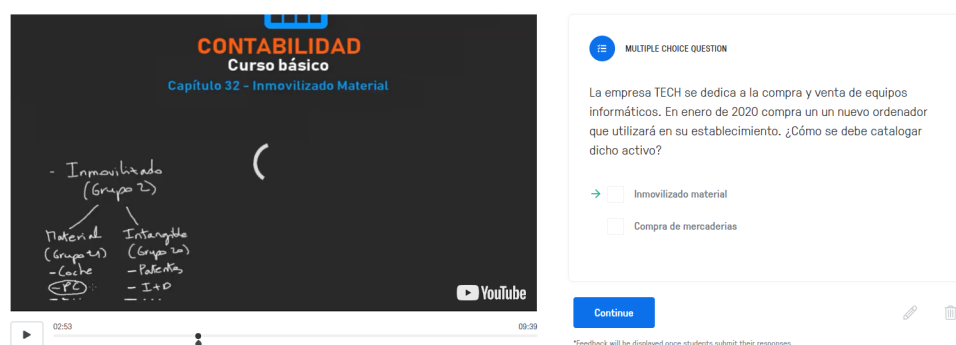 CONTABILIDAD
Curso básico
Capítulo 32 - Inmovilizado Material
- Inmovilizado
(Grupo 2)
Material Intangible
(Grupo 21) (Grupo 20)
- Coche - Patentes
- PC - I+D
YouTube
02:53 09:39
MULTIPLE CHOICE QUESTION
La empresa TECH se dedica a la compra y venta de equipos
informáticos. En enero de 2020 compra un un nuevo ordenador
que utilizará en su establecimiento. ¿Cómo se debe catalogar
dicho activo?
Inmovilizado material
Compra de mercaderias
Continue
*Feedback will be displayed once students submit their responses